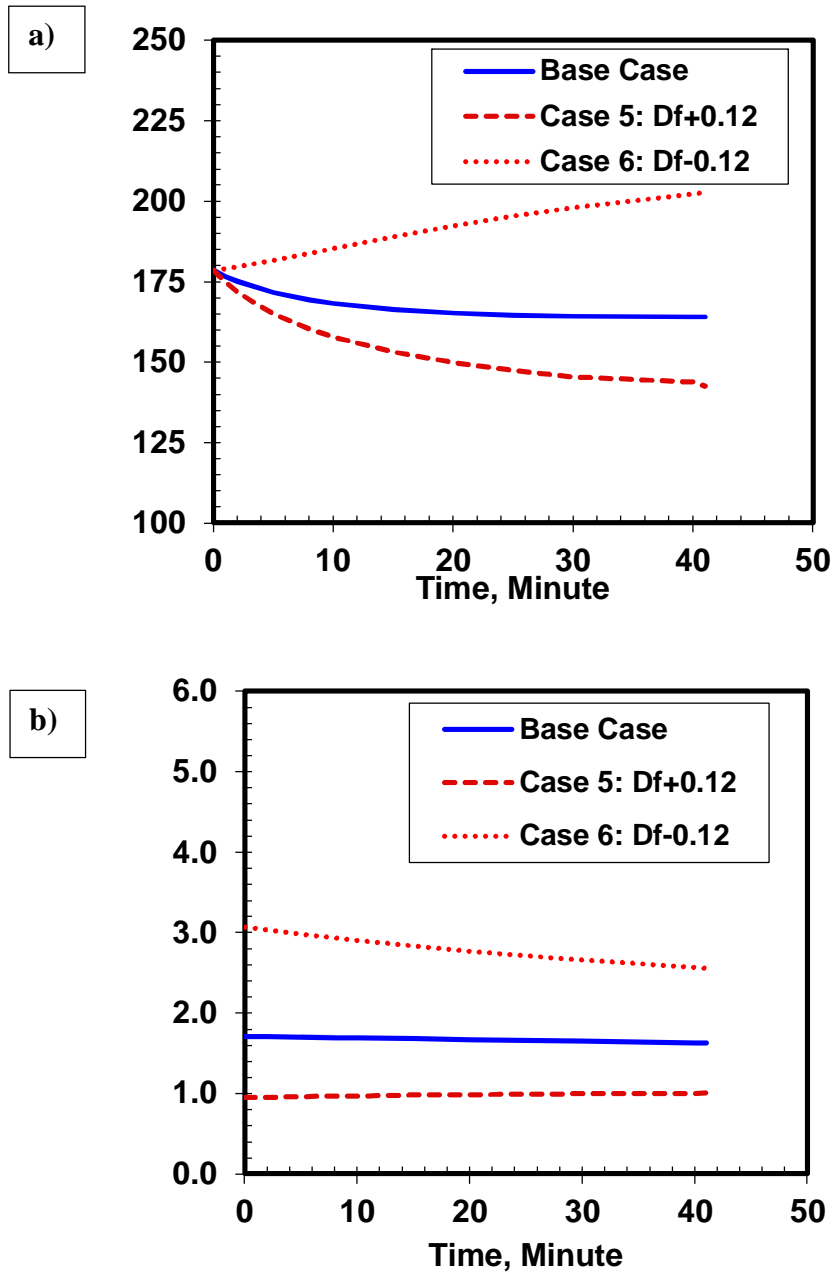 a)
250
225
200
175
150
125
100
Base Case
Case 5: Df+0.12
Case 6: Df-0.12
0 10 20 30 40 50
Time, Minute
b)
6.0
5.0
4.0
3.0
2.0
1.0
0.0
Base Case
Case 5: Df+0.12
Case 6: Df-0.12
0 10 20 30 40 50
Time, Minute